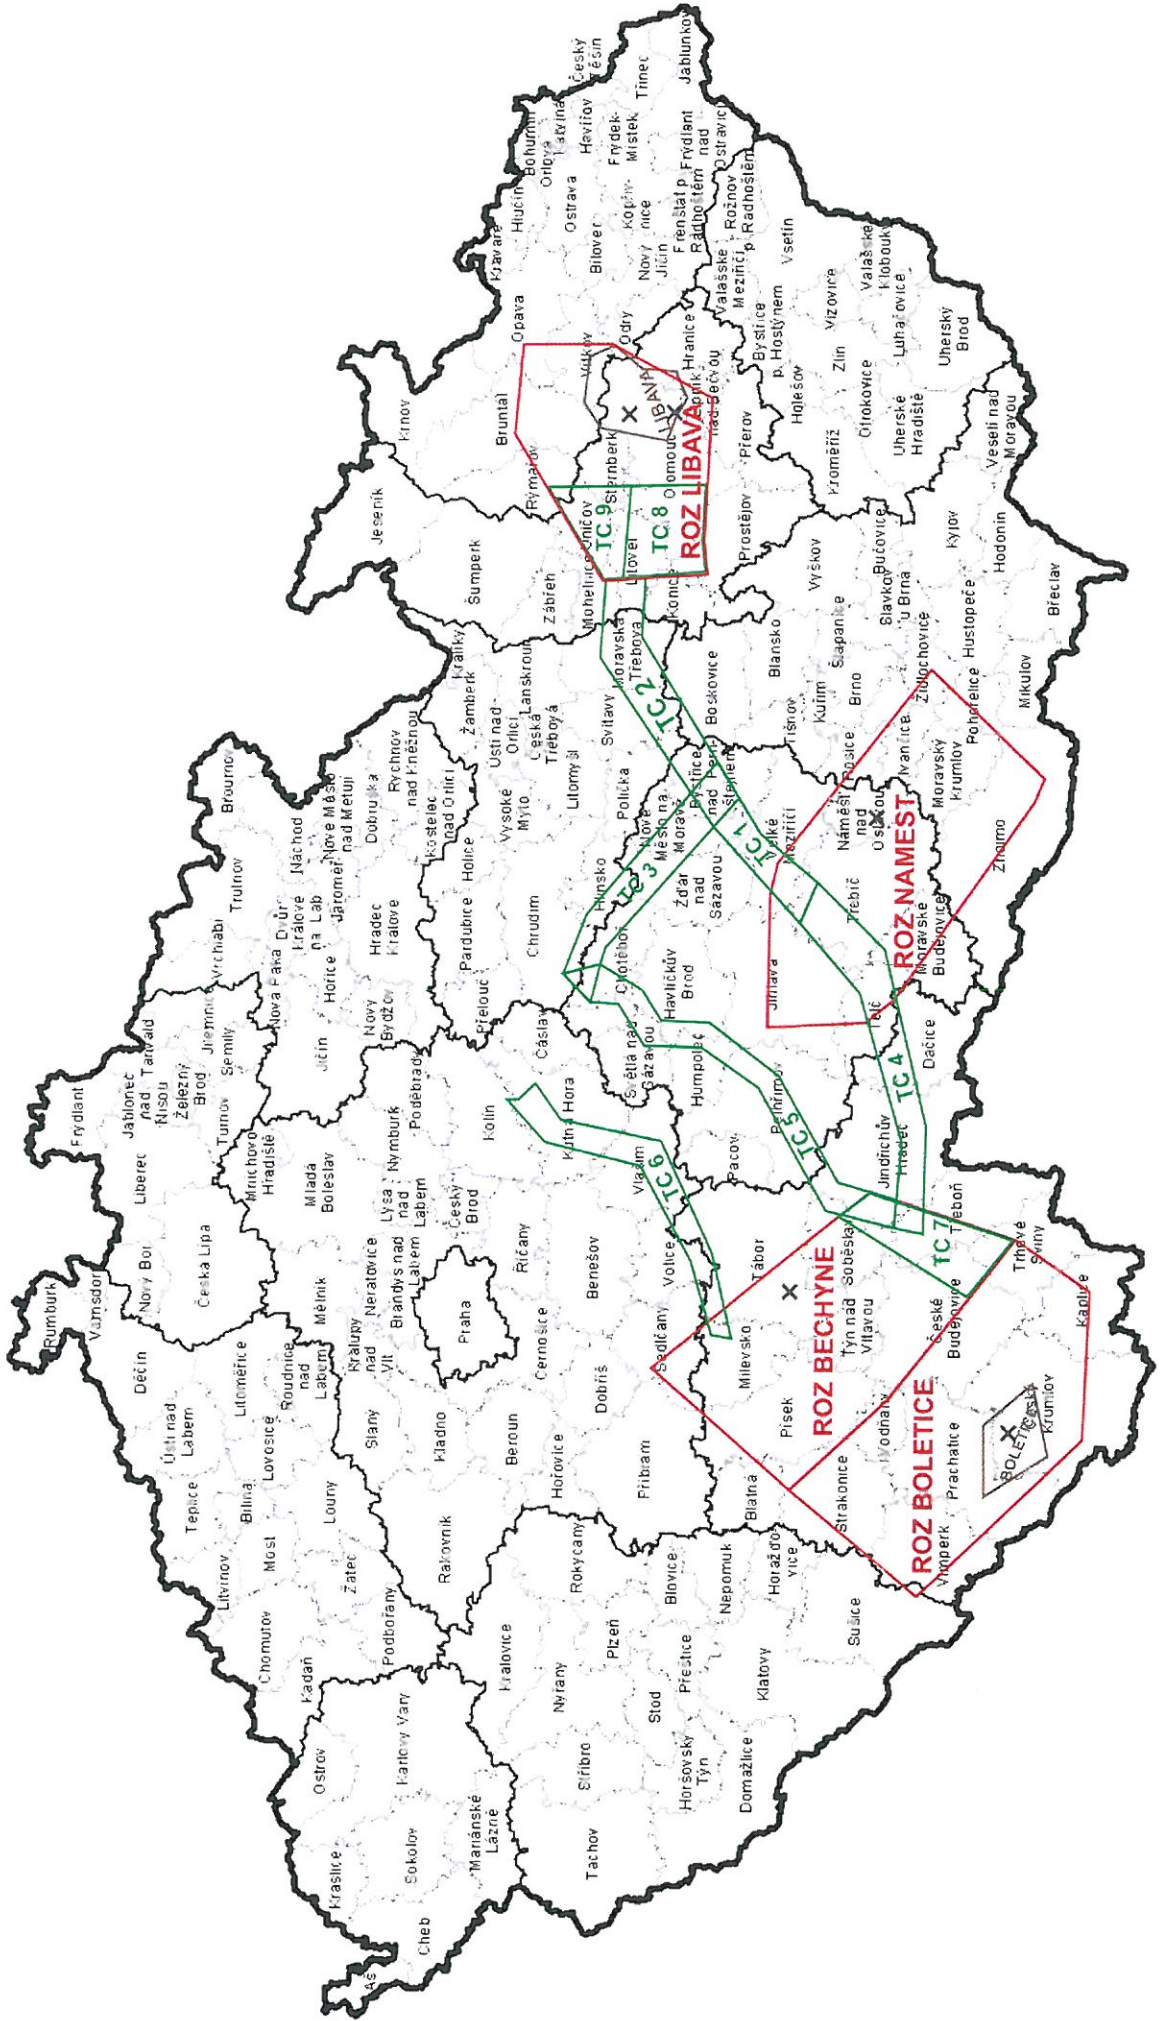 Frýdlant
Rumburk
Varnsdorf
Jablonec
nad
Nisou
Tanvald
Liberec
Nový Bor
Děčín
Železný
Brod
Jilemnice
Vrchlabí
Trutnov
Broumov
Semily
Turnov
Česká Lípa
Ústí nad
Labem
Teplice
Litvínov
Mnichovo
Hradiště
Nová Paka
Dvůr
Králové
na Lab
Náchod
Jaroměř
Nové Město
nad Metují
Hořice
Jičín
Mladá
Boleslav
Mělník
Litoměřice
Lovosice
Roudnice
nad
Labem
Bílina
Most
Chomutov
Kadaň
Louny
Žatec
Podbořany
Ostrov
Kraslice
Karlovy Vary
Sokolov
Cheb
Aš
Mariánské
Lázně
Dobruška
Rychnov
nad Kněžnou
Hradec
Králové
Nový
Bydžov
Kostelec
nad Orlicí
Nymburk
Lysá
nad
Labem
Poděbrady
Neratovice
Brandýs nad
Labem
Kralupy
nad
Vlt
Slaný
Kladno
Rakovník
Praha
Český
Brod
Kolín
Říčany
Černošice
Beroun
Hořovice
Kutná Hora
Čáslav
Přelouč
Pardubice
Holice
Chrudim
Vysoké
Mýto
Ústí nad
Orlicí
Žamberk
Králíky
Lanškroun
Česká
Třebová
Litomyšl
Svitavy
Polička
Moravská
Třebová
Hlinsko
Jeseník
Krnov
Bruntál
Rýmařov
Šumperk
Zábřeh
Mohelnice
Uničov
Šternberk
Litovel
Olomouc
Konice
Opava
Kravaře
Hlučín
Bohumín
Orlová
Karviná
Ostrava
Havířov
Český
Těšín
Třinec
Jablunkov
Bílovec
Vítkov
Odry
Kopřiv-
nice
Nový
Jičín
Frýdek-
Místek
Frýdlant
nad
Ostravicí
Frenštát p
Radhoštěm
Rožnov
p.Radhoštěm
Valašské
Meziříčí
Hranice
nad Bečvou
LIBAVA
Vsetín
Bystřice
p. Hostýnem
Přerov
Prostějov
Holešov
Vizovice
Zlín
Valašské
Klobouky
Luhačovice
Otrokovice
Kroměříž
Uherské
Hradiště
Uherský
Brod
Veselí nad
Moravou
Kyjov
Hodonín
Břeclav
Mikulov
Hustopeče
Bučovice
Slavkov
u Brna
Vyškov
Šlapanice
Židlochovice
Pohořelice
Brno
Kuřim
Blansko
Boskovice
Tišnov
Rosice
Ivančice
Moravský
Krumlov
Znojmo
Bystřice
nad Pern-
štejnem
Nové
Město na
Moravě
Žďár
nad
Sázavou
Velké
Meziříčí
Náměšť
nad
Oslavou
Třebíč
Moravské
Budějovice
Jihlava
Telč
Dačice
Chotěboř
Havlíčkův
Brod
Světlá nad
Sázavou
Humpolec
Pelhřimov
Pacov
Jindřichův
Hradec
Vlašim
Benešov
Votice
Sedlčany
Dobříš
Příbram
Tábor
Milevsko
Soběslav
Týn nad
Vltavou
Třeboň
Trhové
Sviny
České
Budějovice
Kaplice
Český
Krumlov
BOLETICE
Prachatice
Vodňany
Písek
Strakonice
Blatná
Vimperk
Horažďo-
vice
Sušice
Nepomuk
Blovice
Klatovy
Přeštice
Rokycany
Plzeň
Stod
Nýřany
Kralovice
Stříbro
Tachov
Horšovský
Týn
Domažlice
ROZ LIBAVA
ROZ NAMEST
ROZ BECHYNE
ROZ BOLETICE
TC 1
TC 2
TC 3
TC 4
TC 5
TC 6
TC 7
TC 8
TC 9